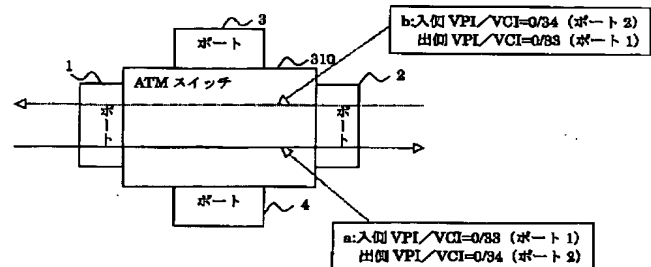 3
ポート
b:入側 VPI/VCI=0/34 (ポート 2)
出側 VPI/VCI=0/33 (ポート 1)
310
1
ATM スイッチ
2
ポート
ポート
ポート
4
a:入側 VPI/VCI=0/33 (ポート 1)
出側 VPI/VCI=0/34 (ポート 2)